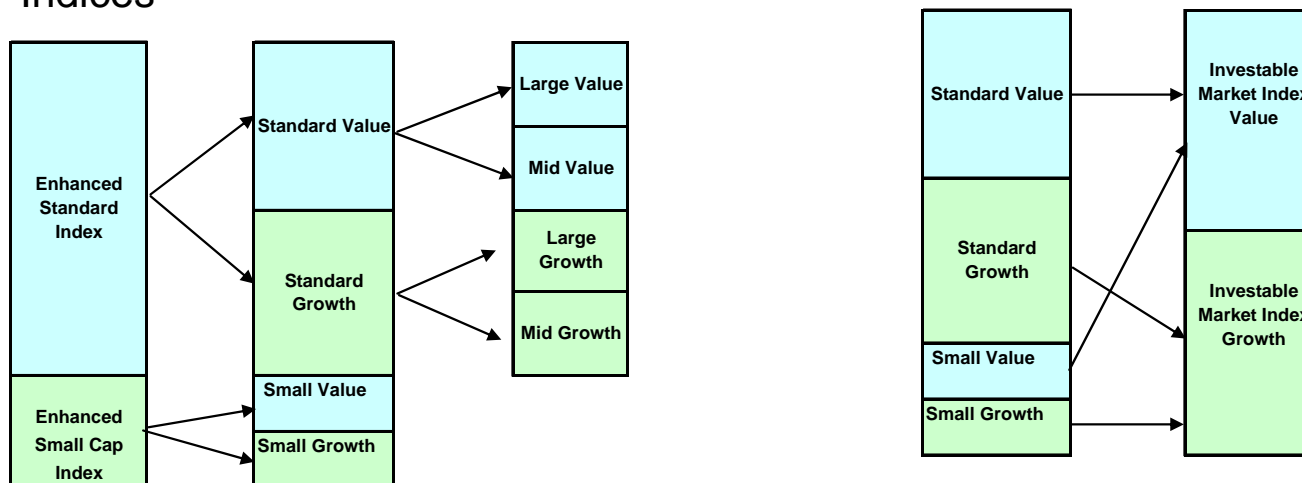 Indices
Enhanced
Standard
Index
Enhanced
Small Cap
Index
Standard Value
Standard
Growth
Small Value
Small Growth
Large Value
Mid Value
Large
Growth
Mid Growth
Standard Value
Standard
Growth
Small Value
Small Growth
Investable
Market Index
Value
Investable
Market Index
Growth